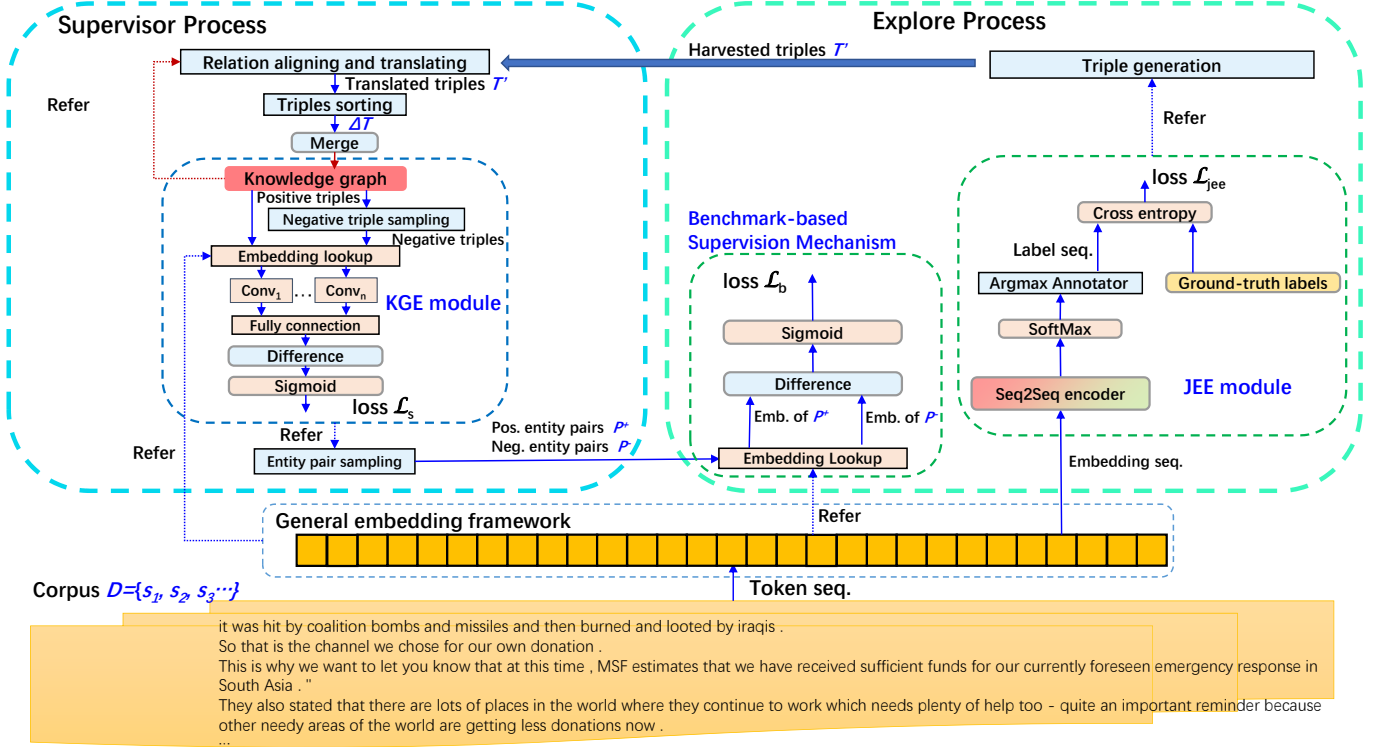 Supervisor Process
Explore Process
Relation aligning and translating
Harvested triples T'
Triple generation
Translated triples T'
Refer
Triples sorting
ΔT
Merge
Refer
Knowledge graph
Positive triples
Negative triple sampling
Negative triples
Embedding lookup
Conv1 ... Convn
KGE module
Fully connection
Difference
Sigmoid
loss ℒs
Refer
Refer
Entity pair sampling
Pos. entity pairs P+
Neg. entity pairs P-
Benchmark-based
Supervision Mechanism
loss ℒb
Sigmoid
Difference
Emb. of P+
Emb. of P-
Embedding Lookup
Refer
loss ℒjee
Cross entropy
Label seq.
Argmax Annotator
Ground-truth labels
SoftMax
Seq2Seq encoder
JEE module
Embedding seq.
General embedding framework
Token seq.
Corpus D={s1, s2, s3···}
it was hit by coalition bombs and missiles and then burned and looted by iraqis .
So that is the channel we chose for our own donation .
This is why we want to let you know that at this time , MSF estimates that we have received sufficient funds for our currently foreseen emergency response in
South Asia . "
They also stated that there are lots of places in the world where they continue to work which needs plenty of help too - quite an important reminder because
other needy areas of the world are getting less donations now .
...